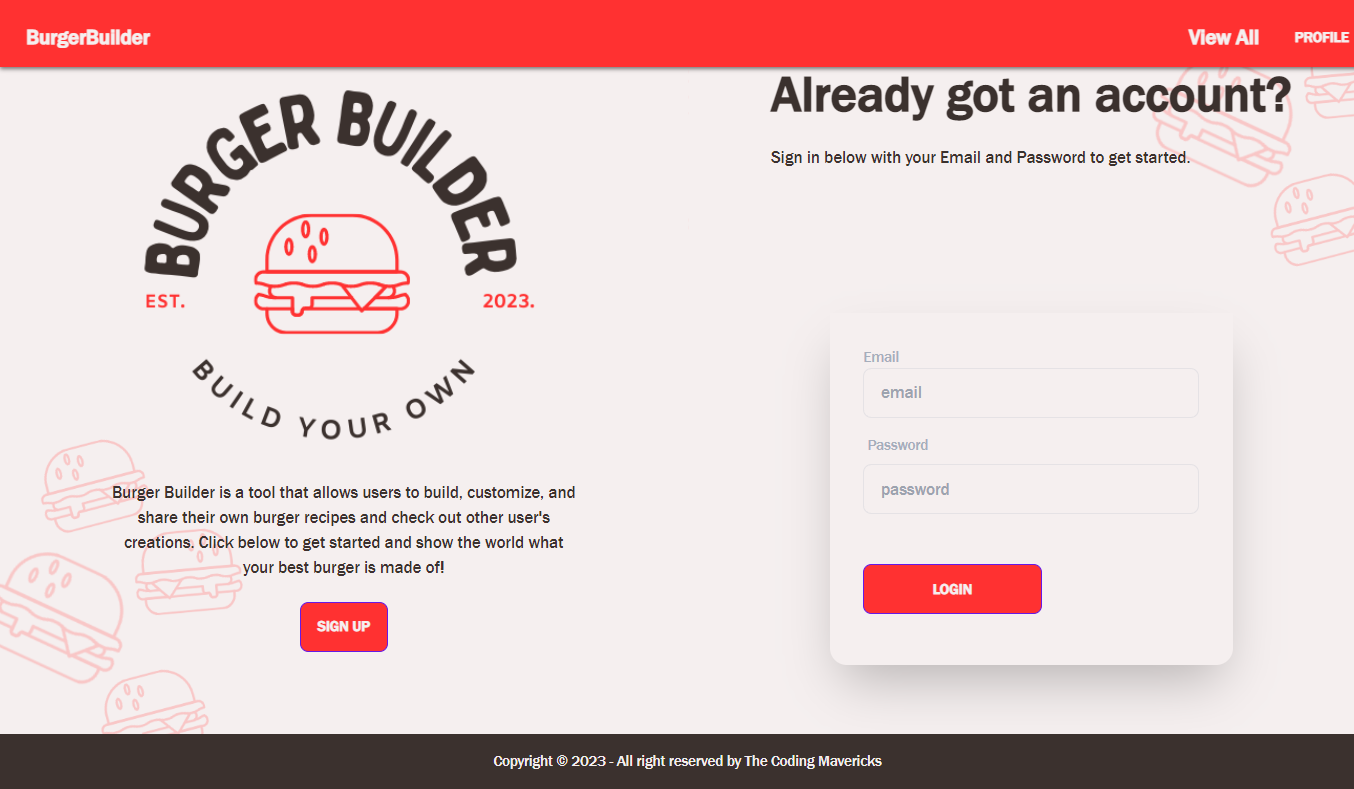 BurgerBuilder
View All
PROFILE
BURGER BUILDER
EST.
2023.
BUILD YOUR OWN
Burger Builder is a tool that allows users to build, customize, and
share their own burger recipes and check out other user's
creations. Click below to get started and show the world what
your best burger is made of!
SIGN UP
Already got an account?
Sign in below with your Email and Password to get started.
Email
email
Password
password
LOGIN
Copyright © 2023 - All right reserved by The Coding Mavericks